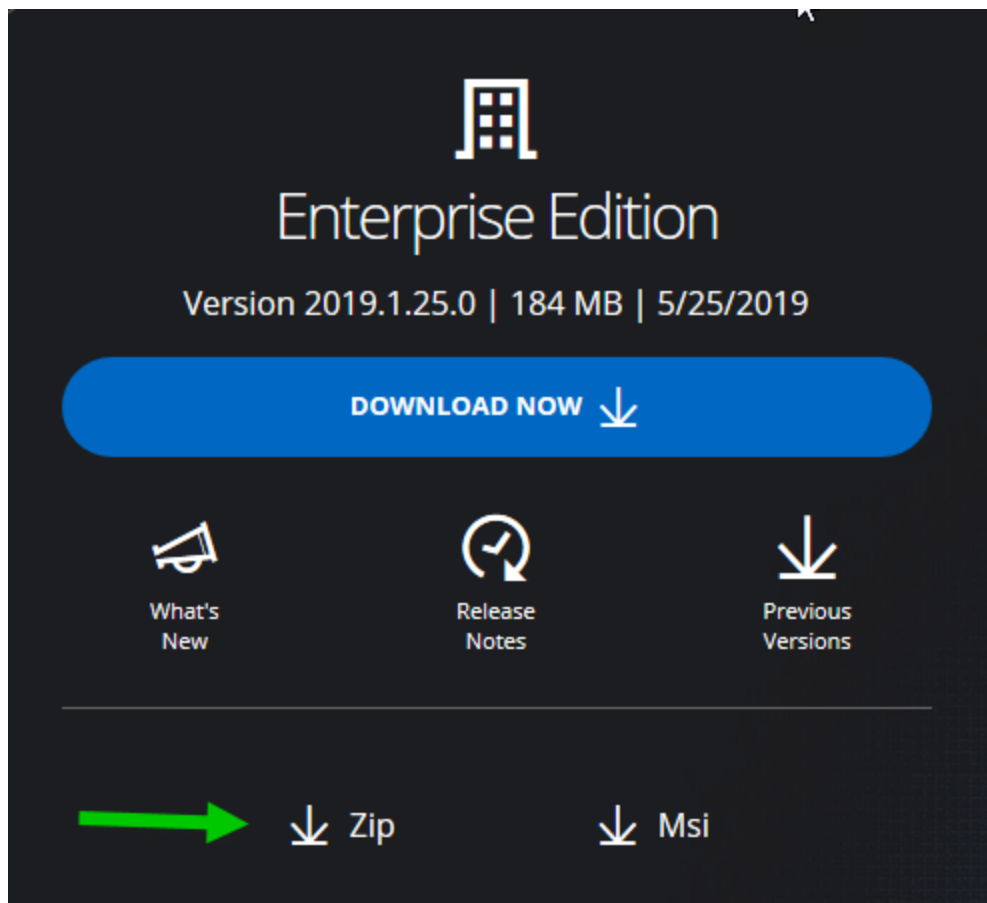 Enterprise Edition
Version 2019.1.25.0 | 184 MB | 5/25/2019
DOWNLOAD NOW
What's
New
Release
Notes
Previous
Versions
Zip
Msi